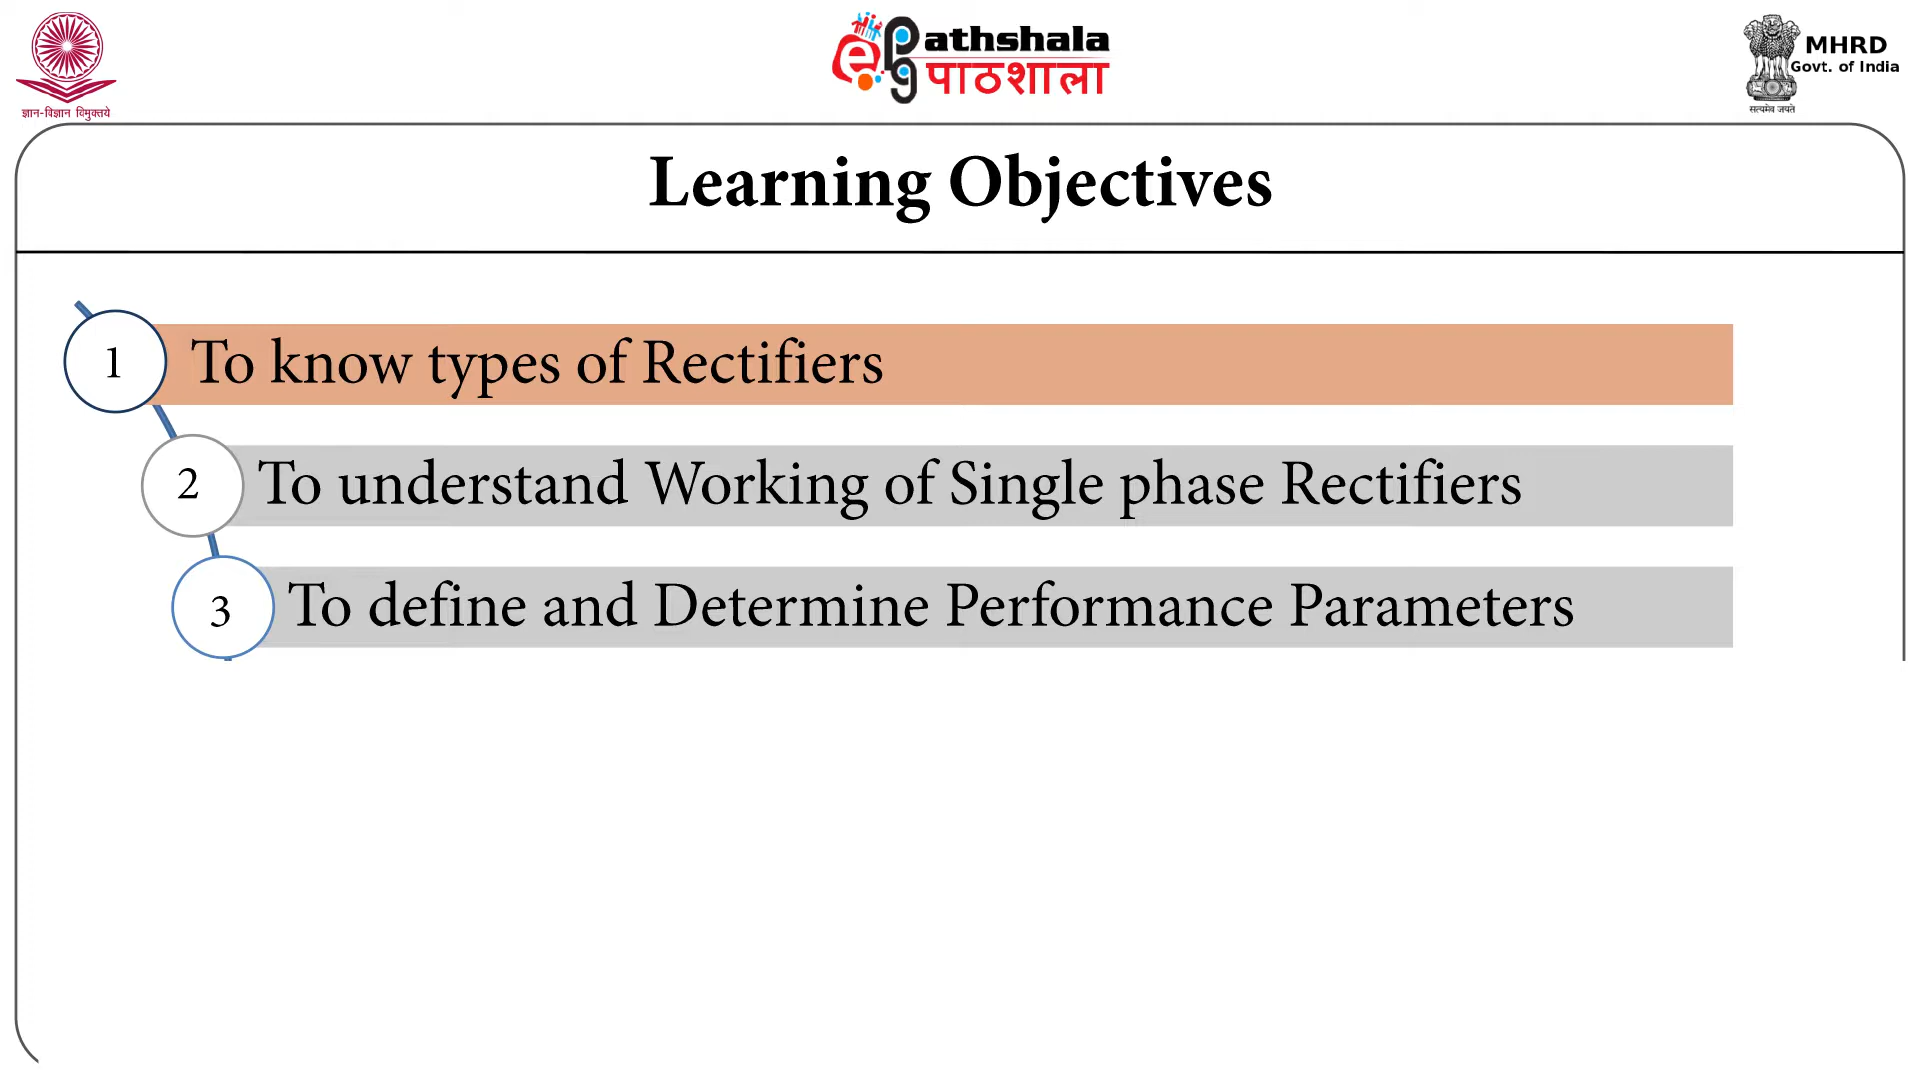 ज्ञान-विज्ञान विमुक्तये
ePathshala
पाठशाला
MHRD
Govt. of India
सत्यमेव जयते
Learning Objectives
1 To know types of Rectifiers
2 To understand Working of Single phase Rectifiers
3 To define and Determine Performance Parameters